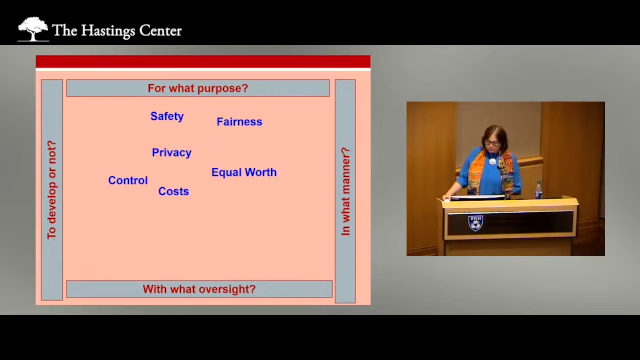 The Hastings Center
For what purpose?
To develop or not?
In what manner?
Safety
Fairness
Privacy
Equal Worth
Control
Costs
With what oversight?